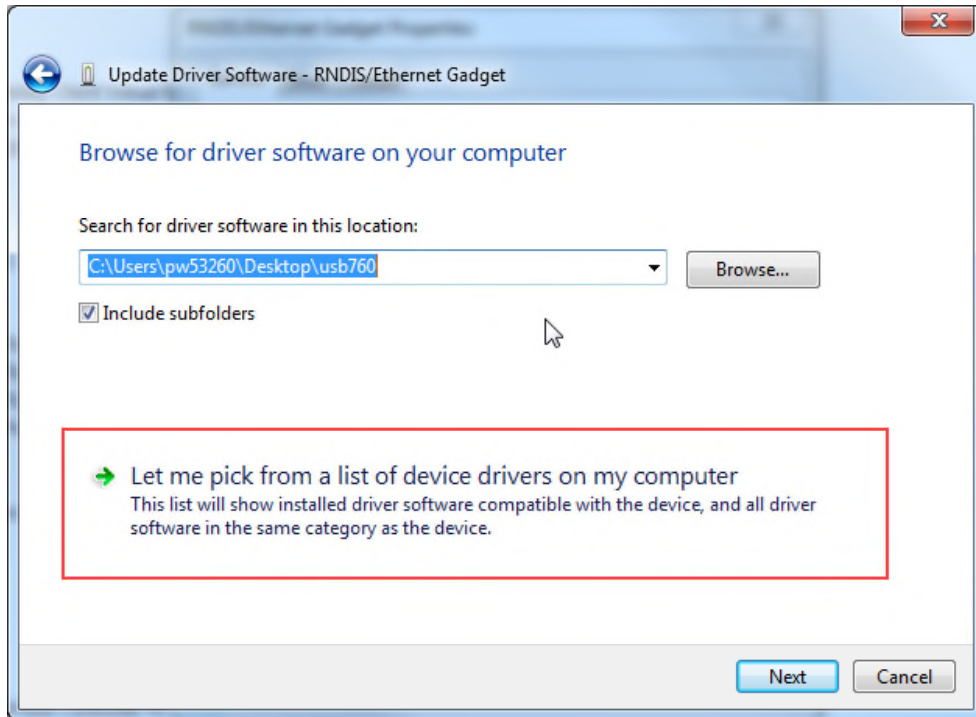 Update Driver Software - RNDIS/Ethernet Gadget
Browse for driver software on your computer
Search for driver software in this location:
C:\Users\pw53260\Desktop\usb760
Browse...
Include subfolders
Let me pick from a list of device drivers on my computer
This list will show installed driver software compatible with the device, and all driver
software in the same category as the device.
Next
Cancel